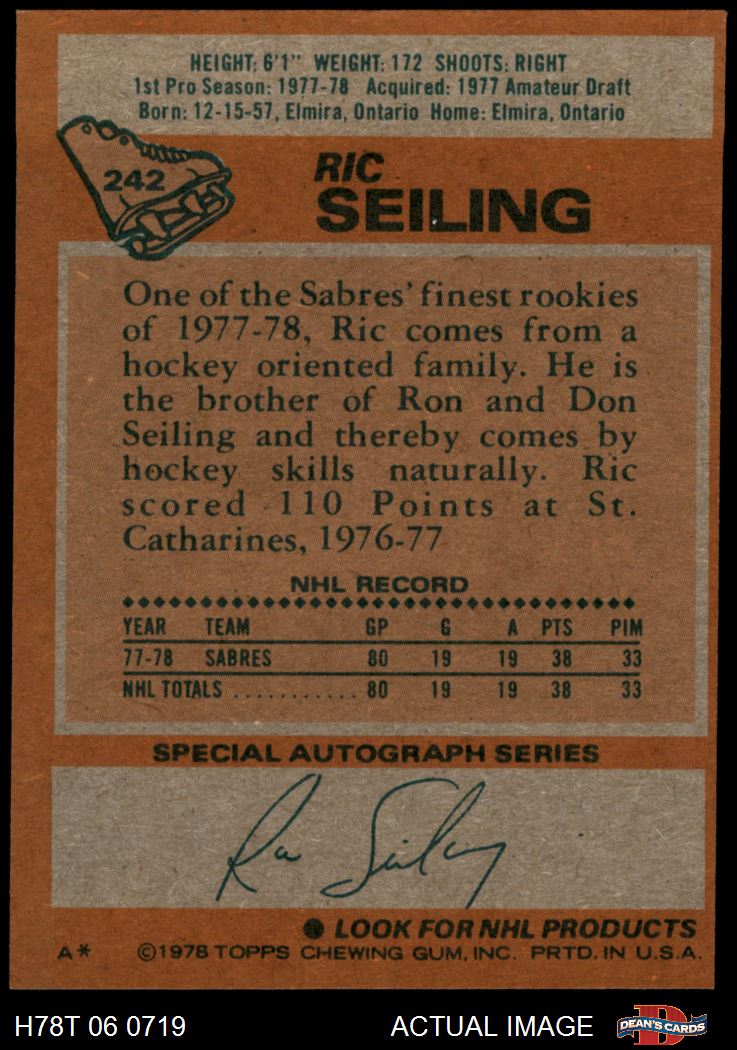 HEIGHT: 6'1" WEIGHT: 172 SHOOTS: RIGHT
1st Pro Season: 1977-78 Acquired: 1977 Amateur Draft
Born: 12-15-57, Elmira, Ontario Home: Elmira, Ontario
242
RIC
SEILING
One of the Sabres' finest rookies
of 1977-78, Ric comes from a
hockey oriented family. He is
the brother of Ron and Don
Seiling and thereby comes by
hockey skills naturally. Ric
scored 110 Points at St.
Catharines, 1976-77
NHL RECORD
YEAR TEAM GP G A PTS PIM
77-78 SABRES 80 19 19 38 33
NHL TOTALS ........... 80 19 19 38 33
SPECIAL AUTOGRAPH SERIES
Ric Seiling
LOOK FOR NHL PRODUCTS
A* ©1978 TOPPS CHEWING GUM, INC. PRTD. IN U.S.A.
H78T 06 0719 ACTUAL IMAGE D DEAN'S CARDS